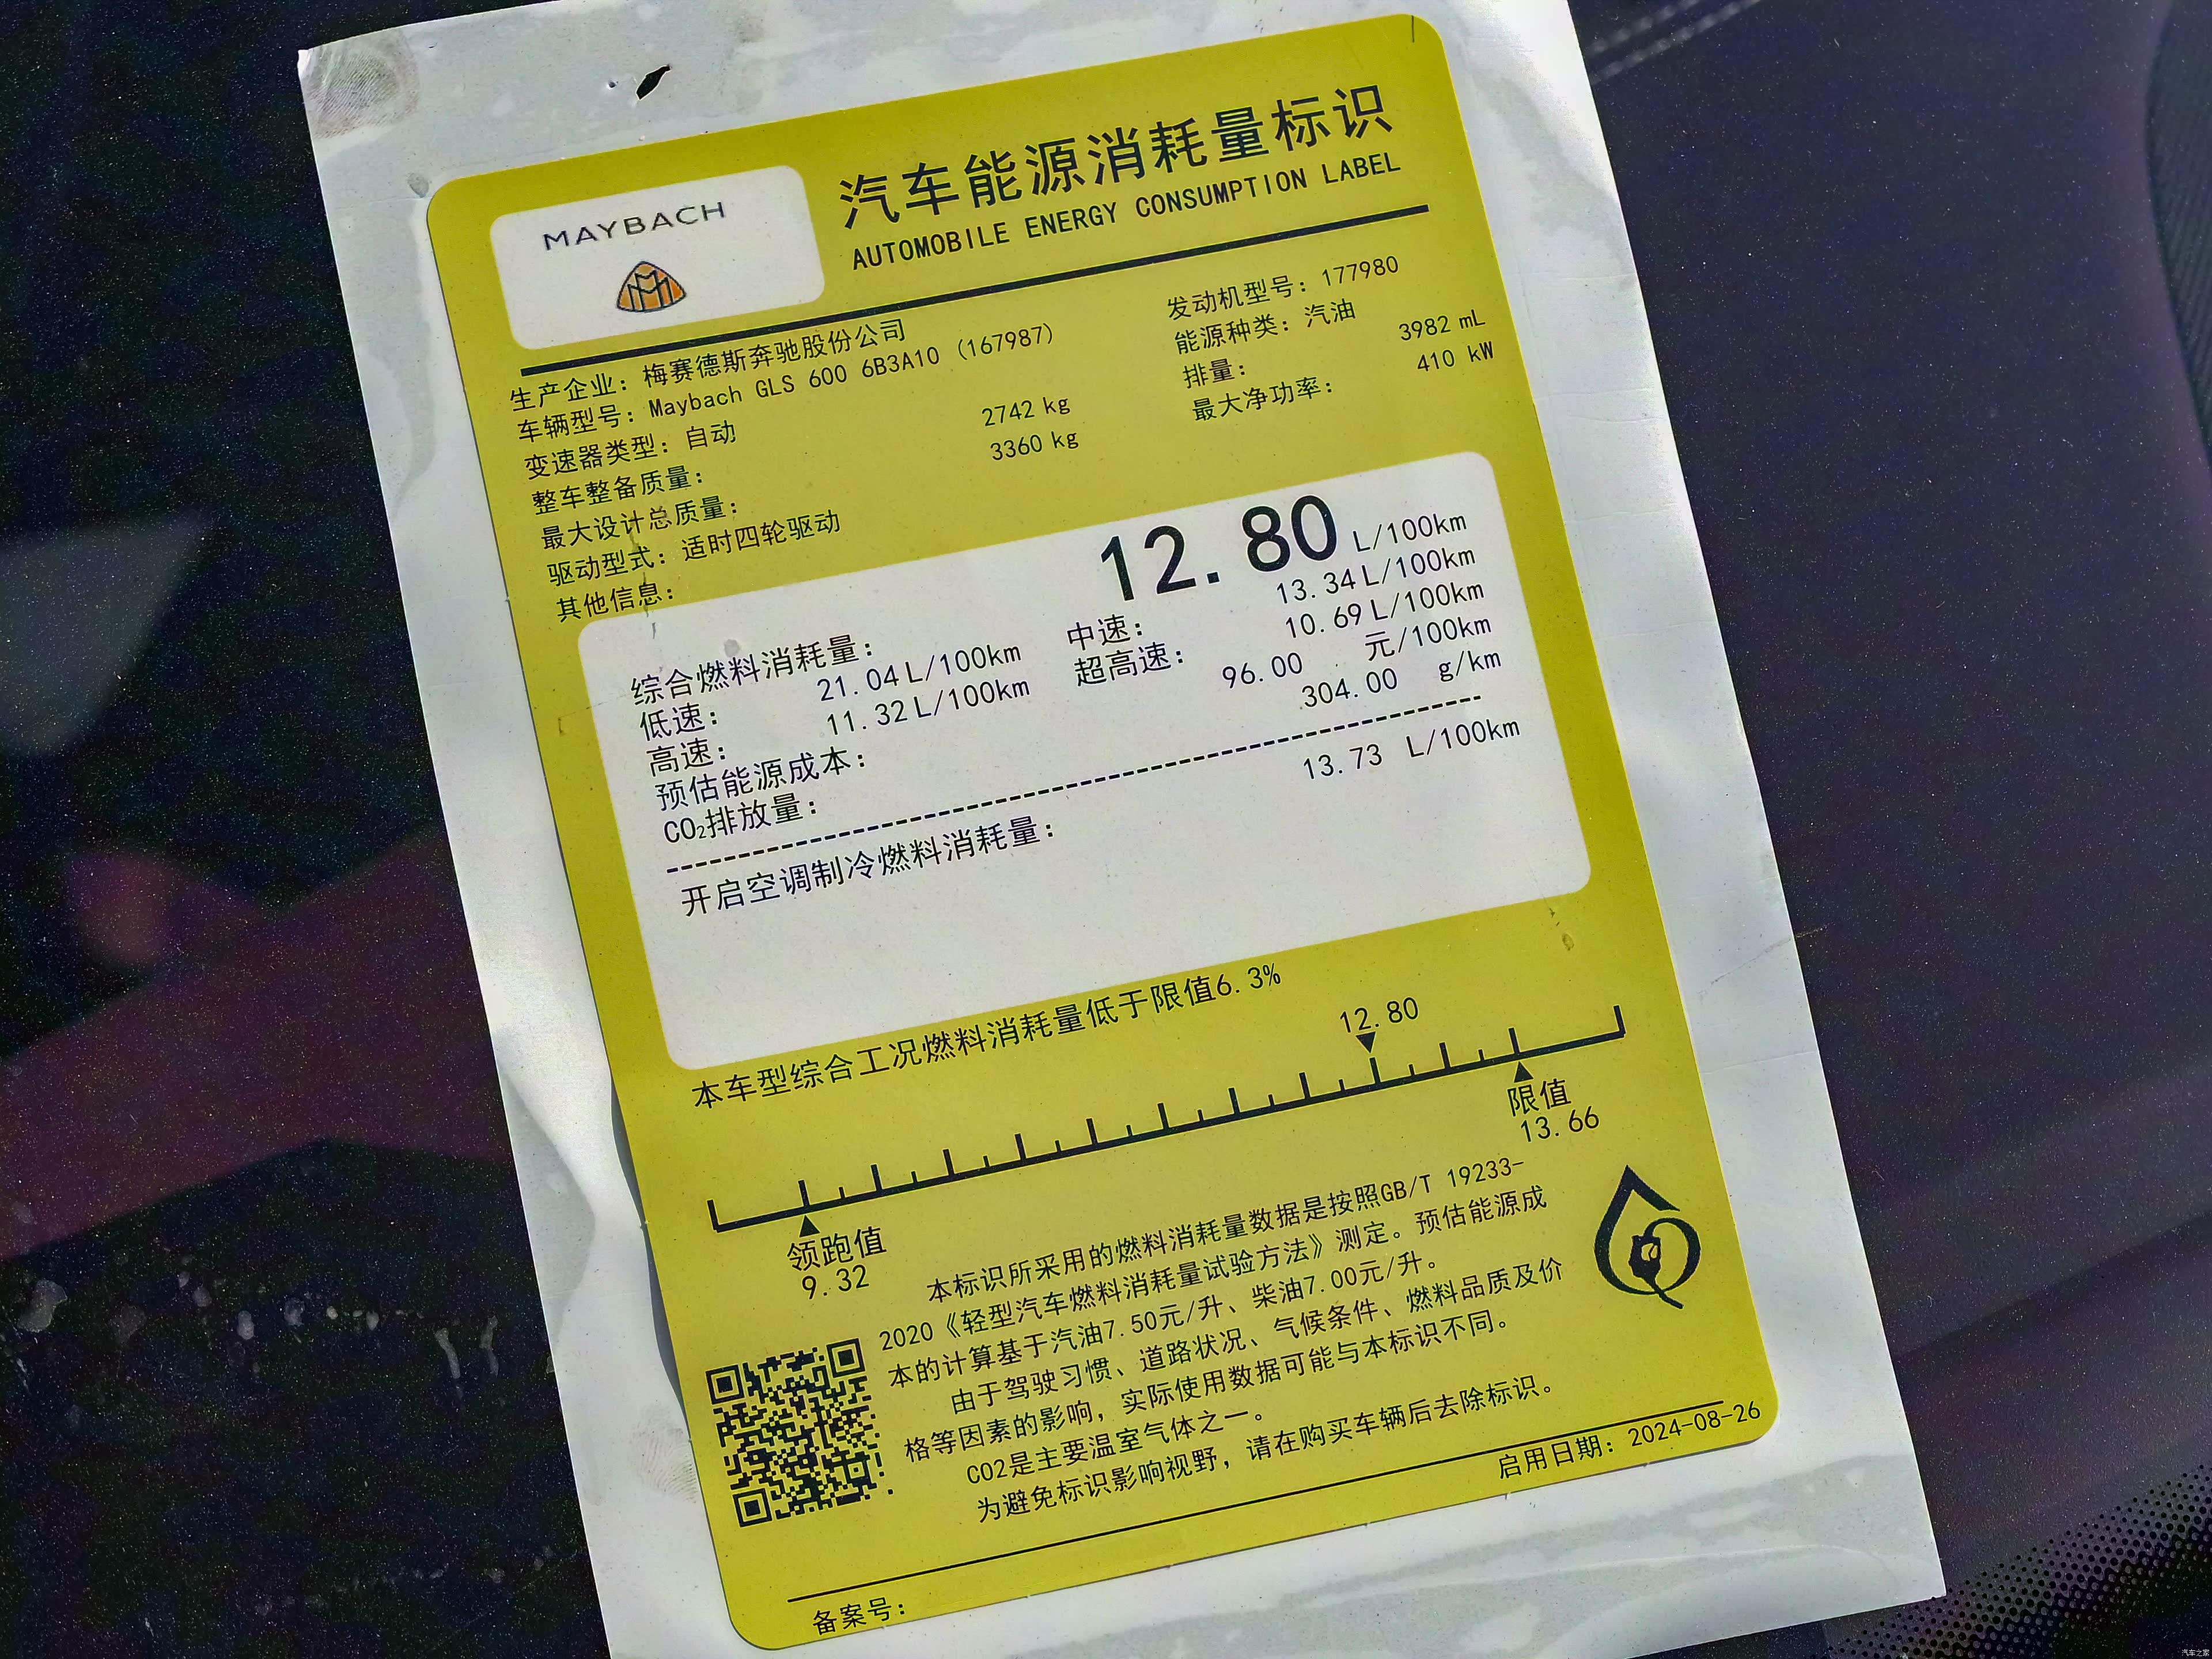 MAYBACH
汽车能源消耗量标识
AUTOMOBILE ENERGY CONSUMPTION LABEL
生产企业：梅赛德斯奔驰股份公司
车辆型号：Maybach GLS 600 6B3A10 (167987)
变速器类型：自动
整车整备质量： 2742 kg
最大设计总质量： 3360 kg
驱动型式：适时四轮驱动
其他信息：
发动机型号：177980
能源种类：汽油
排量： 3982 mL
最大净功率： 410 kW
综合燃料消耗量： 12.80 L/100km
低速： 21.04 L/100km 中速： 13.34 L/100km
高速： 11.32 L/100km 超高速： 10.69 L/100km
预估能源成本： 96.00 元/100km
CO₂排放量： 304.00 g/km
开启空调制冷燃料消耗量： 13.73 L/100km
本车型综合工况燃料消耗量低于限值6.3%
12.80
限值
13.66
领跑值
9.32
本标识所采用的燃料消耗量数据是按照GB/T 19233-
2020《轻型汽车燃料消耗量试验方法》测定。预估能源成
本的计算基于汽油7.50元/升、柴油7.00元/升。
由于驾驶习惯、道路状况、气候条件、燃料品质及价
格等因素的影响，实际使用数据可能与本标识不同。
CO2是主要温室气体之一。
为避免标识影响视野，请在购买车辆后去除标识。
启用日期：2024-08-26
备案号：
汽车之家